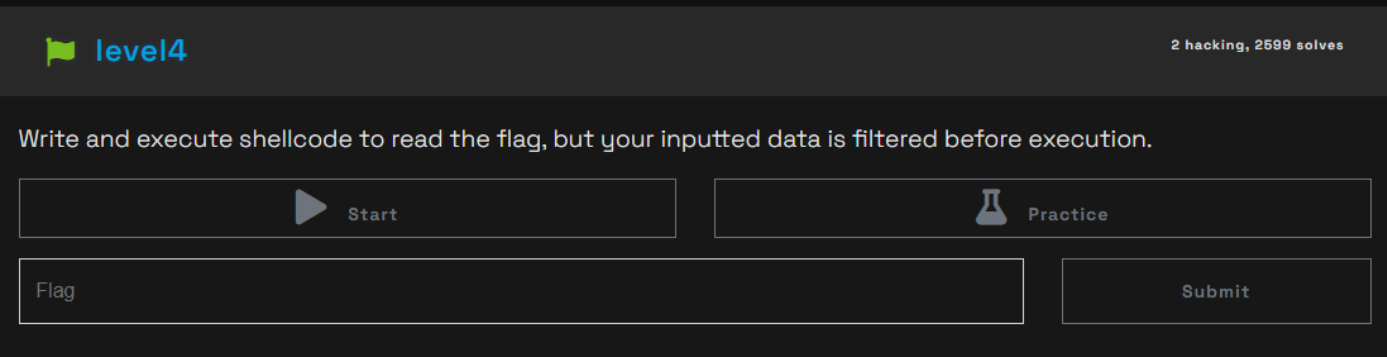 level4
2 hacking, 2599 solves
Write and execute shellcode to read the flag, but your inputted data is filtered before execution.
Start
Practice
Flag
Submit